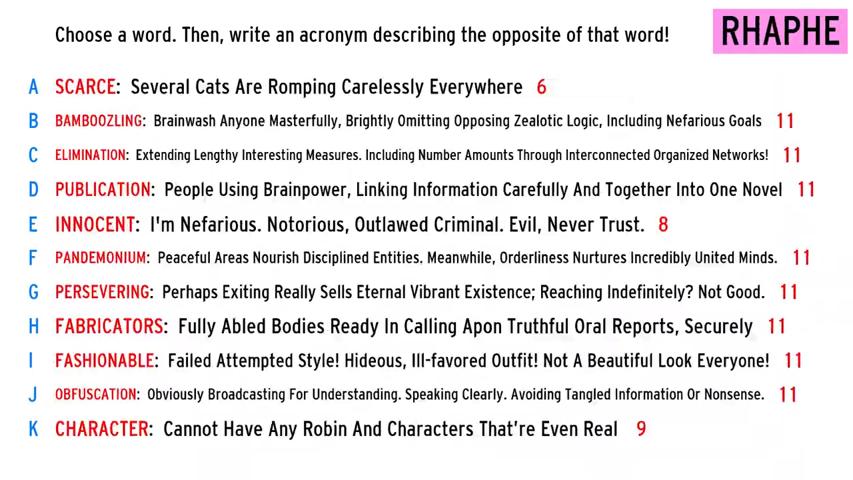 Choose a word. Then, write an acronym describing the opposite of that word!
RHAPHE
A SCARCE: Several Cats Are Romping Carelessly Everywhere 6
B BAMBOOZLING: Brainwash Anyone Masterfully, Brightly Omitting Opposing Zealotic Logic, Including Nefarious Goals 11
C ELIMINATION: Extending Lengthy Interesting Measures. Including Number Amounts Through Interconnected Organized Networks! 11
D PUBLICATION: People Using Brainpower, Linking Information Carefully And Together Into One Novel 11
E INNOCENT: I'm Nefarious. Notorious, Outlawed Criminal. Evil, Never Trust. 8
F PANDEMONIUM: Peaceful Areas Nourish Disciplined Entities. Meanwhile, Orderliness Nurtures Incredibly United Minds. 11
G PERSEVERING: Perhaps Exiting Really Sells Eternal Vibrant Existence; Reaching Indefinitely? Not Good. 11
H FABRICATORS: Fully Abled Bodies Ready In Calling Apon Truthful Oral Reports, Securely 11
I FASHIONABLE: Failed Attempted Style! Hideous, Ill-favored Outfit! Not A Beautiful Look Everyone! 11
J OBFUSCATION: Obviously Broadcasting For Understanding. Speaking Clearly. Avoiding Tangled Information Or Nonsense. 11
K CHARACTER: Cannot Have Any Robin And Characters That're Even Real 9